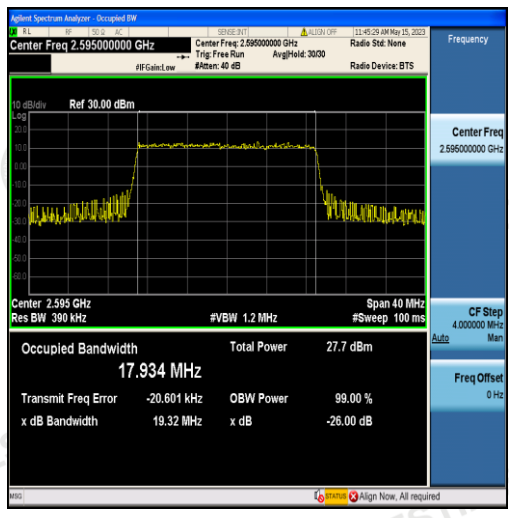 Agilent Spectrum Analyzer - Occupied BW
RL RF 50 Ω AC SENSE:INT ALIGN OFF 11:45:29 AM May 15, 2023
Center Freq 2.595000000 GHz Center Freq: 2.595000000 GHz Radio Std: None Frequency
Trig: Free Run Avg|Hold: 30/30
#IFGain:Low #Atten: 40 dB Radio Device: BTS
10 dB/div Ref 30.00 dBm
Log
20.0
10.0
0.00
-10.0
-20.0
-30.0
-40.0
-50.0
-60.0
Center Freq
2.595000000 GHz
Center 2.595 GHz Span 40 MHz
Res BW 390 kHz #VBW 1.2 MHz #Sweep 100 ms
CF Step
4.000000 MHz
Auto Man
Occupied Bandwidth Total Power 27.7 dBm
17.934 MHz
Freq Offset
0 Hz
Transmit Freq Error -20.601 kHz OBW Power 99.00 %
x dB Bandwidth 19.32 MHz x dB -26.00 dB
MSG STATUS Align Now, All required